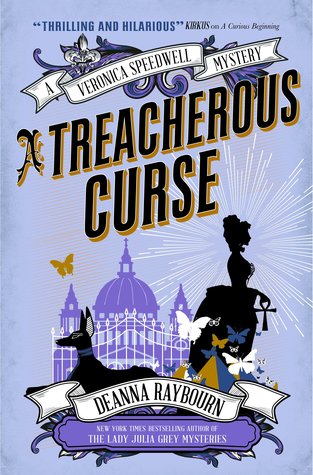 "THRILLING AND HILARIOUS" KIRKUS on A Curious Beginning
A VERONICA SPEEDWELL MYSTERY
A TREACHEROUS
CURSE
DEANNA RAYBOURN
NEW YORK TIMES BESTSELLING AUTHOR OF
THE LADY JULIA GREY MYSTERIES